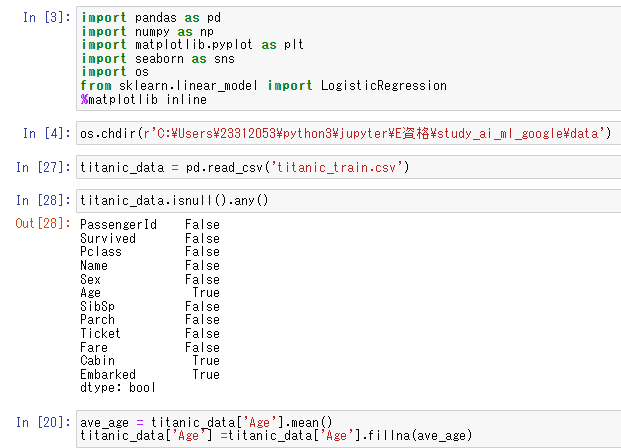 In [3]: import pandas as pd
import numpy as np
import matplotlib.pyplot as plt
import seaborn as sns
import os
from sklearn.linear_model import LogisticRegression
%matplotlib inline
In [4]: os.chdir(r'C:¥Users¥23312053¥python3¥jupyter¥E資格¥study_ai_ml_google¥data')
In [27]: titanic_data = pd.read_csv('titanic_train.csv')
In [28]: titanic_data.isnull().any()
Out[28]: PassengerId    False
Survived       False
Pclass         False
Name           False
Sex            False
Age             True
SibSp          False
Parch          False
Ticket         False
Fare           False
Cabin           True
Embarked        True
dtype: bool
In [20]: ave_age = titanic_data['Age'].mean()
titanic_data['Age'] =titanic_data['Age'].fillna(ave_age)